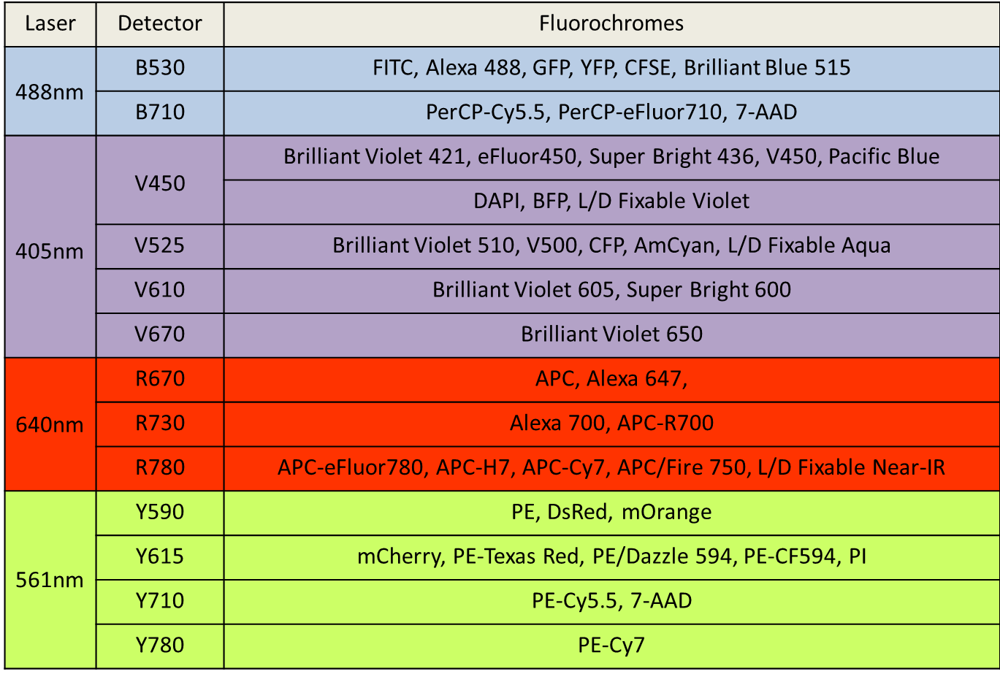 Laser Detector Fluorochromes
488nm
B530 FITC, Alexa 488, GFP, YFP, CFSE, Brilliant Blue 515
B710 PerCP-Cy5.5, PerCP-eFluor710, 7-AAD
405nm
V450 Brilliant Violet 421, eFluor450, Super Bright 436, V450, Pacific Blue
DAPI, BFP, L/D Fixable Violet
V525 Brilliant Violet 510, V500, CFP, AmCyan, L/D Fixable Aqua
V610 Brilliant Violet 605, Super Bright 600
V670 Brilliant Violet 650
640nm
R670 APC, Alexa 647,
R730 Alexa 700, APC-R700
R780 APC-eFluor780, APC-H7, APC-Cy7, APC/Fire 750, L/D Fixable Near-IR
561nm
Y590 PE, DsRed, mOrange
Y615 mCherry, PE-Texas Red, PE/Dazzle 594, PE-CF594, PI
Y710 PE-Cy5.5, 7-AAD
Y780 PE-Cy7